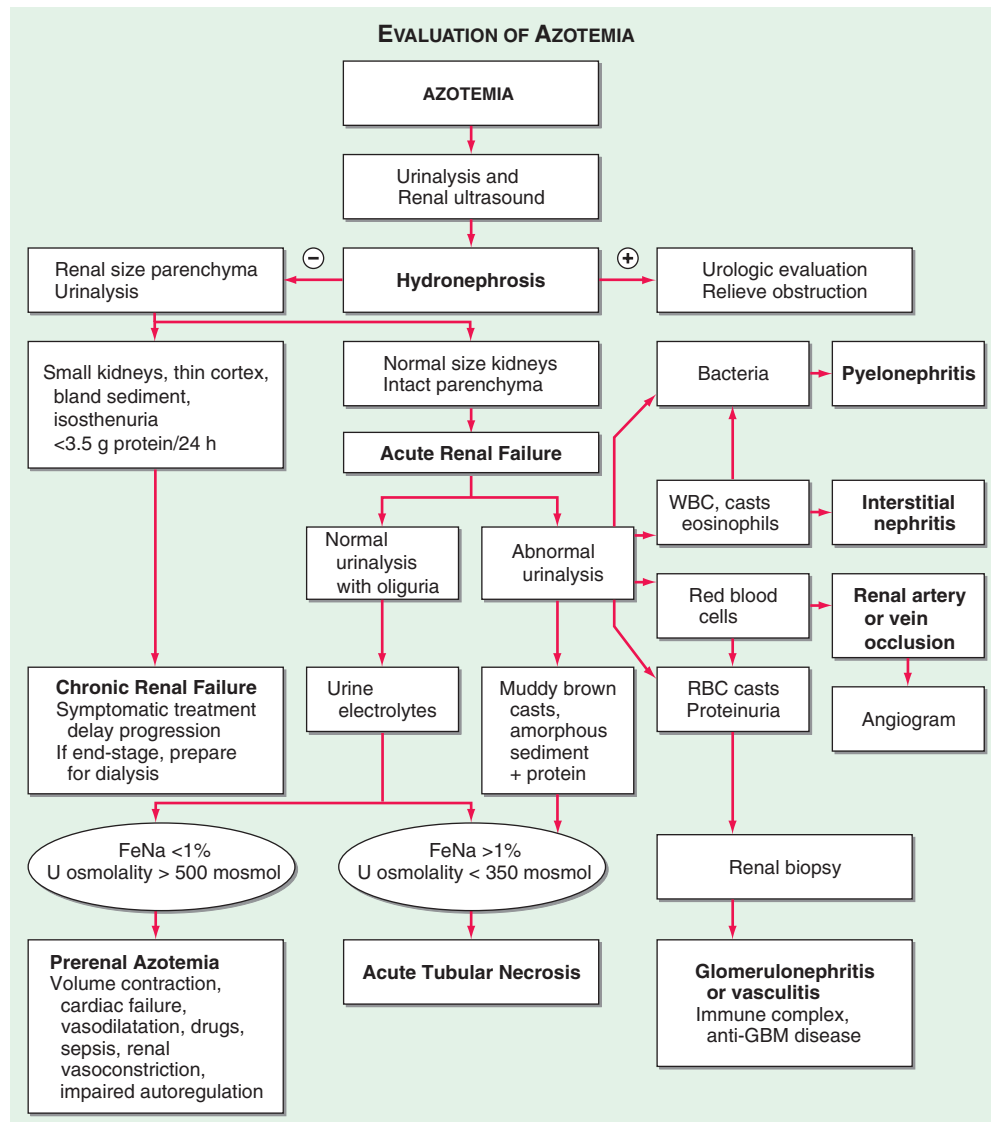 EVALUATION OF AZOTEMIA
AZOTEMIA
Urinalysis and
Renal ultrasound
Renal size parenchyma
Urinalysis
−
Hydronephrosis
+
Urologic evaluation
Relieve obstruction
Small kidneys, thin cortex,
bland sediment,
isosthenuria
<3.5 g protein/24 h
Normal size kidneys
Intact parenchyma
Bacteria
Pyelonephritis
Acute Renal Failure
WBC, casts
eosinophils
Interstitial
nephritis
Normal
urinalysis
with oliguria
Abnormal
urinalysis
Red blood
cells
Renal artery
or vein
occlusion
Chronic Renal Failure
Symptomatic treatment
delay progression
If end-stage, prepare
for dialysis
Urine
electrolytes
Muddy brown
casts,
amorphous
sediment
+ protein
RBC casts
Proteinuria
Angiogram
FeNa <1%
U osmolality > 500 mosmol
FeNa >1%
U osmolality < 350 mosmol
Renal biopsy
Prerenal Azotemia
Volume contraction,
cardiac failure,
vasodilatation, drugs,
sepsis, renal
vasoconstriction,
impaired autoregulation
Acute Tubular Necrosis
Glomerulonephritis
or vasculitis
Immune complex,
anti-GBM disease